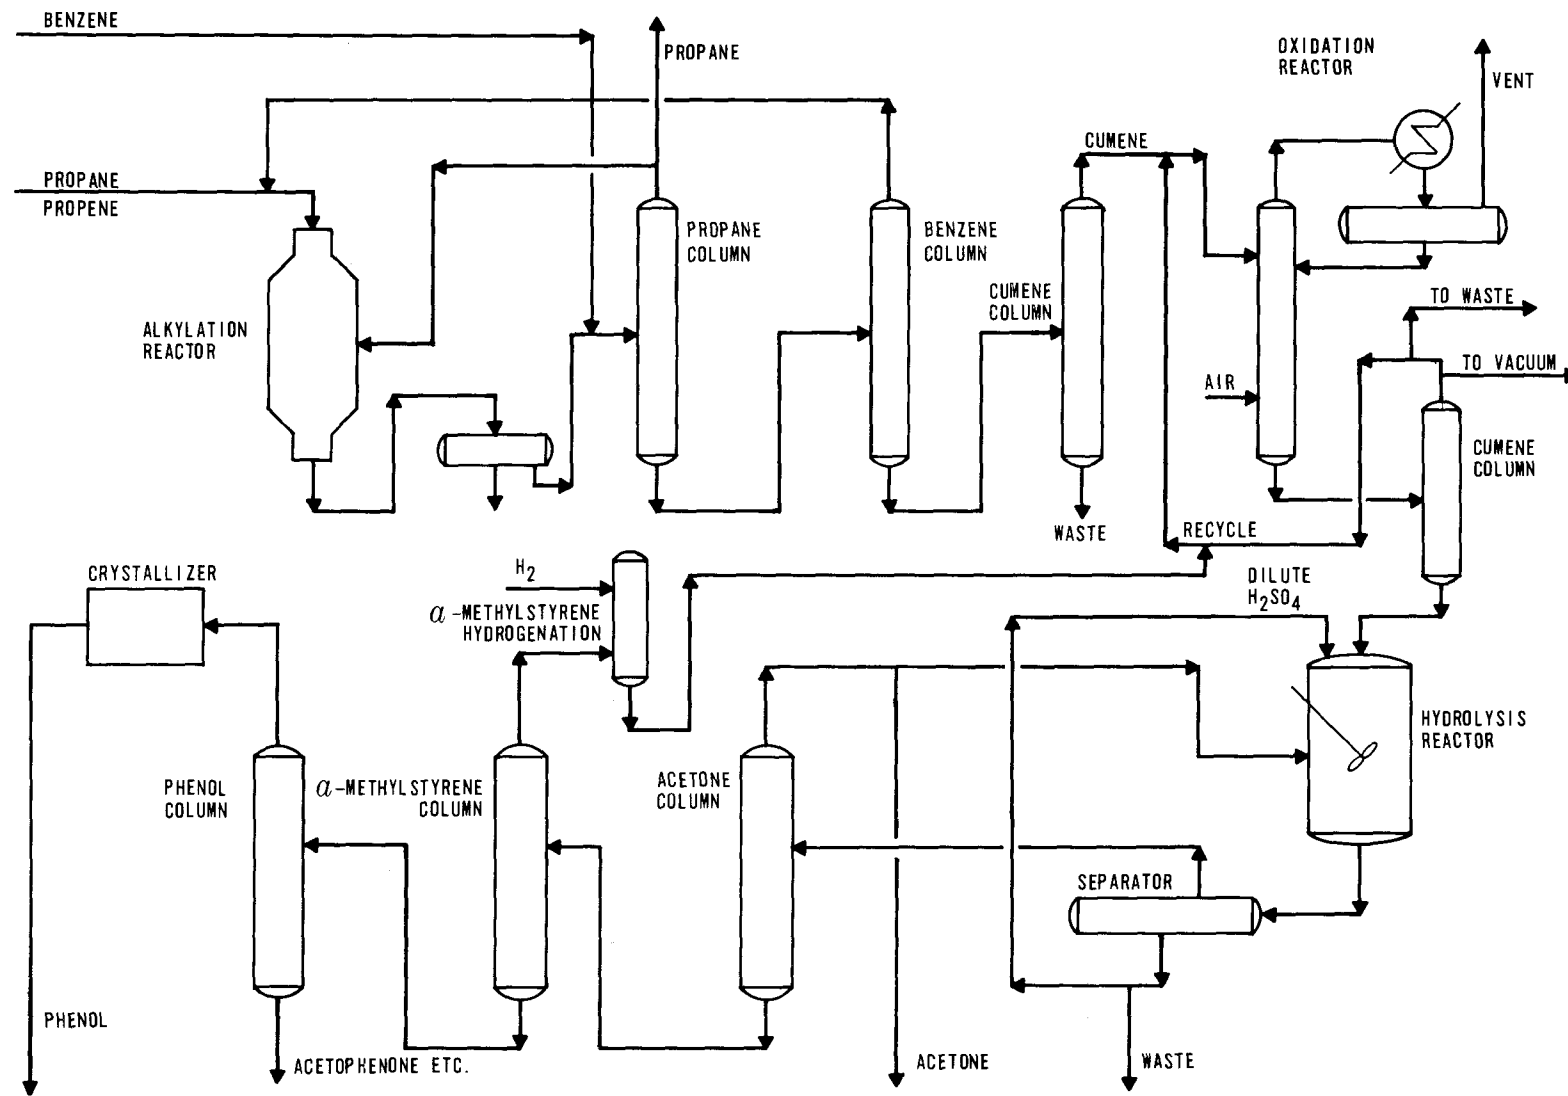 BENZENE
PROPANE
OXIDATION
REACTOR
VENT
CUMENE
PROPANE
PROPENE
PROPANE
COLUMN
BENZENE
COLUMN
CUMENE
COLUMN
TO WASTE
ALKYLATION
REACTOR
TO VACUUM
AIR
CUMENE
COLUMN
WASTE
RECYCLE
CRYSTALLIZER
H2
DILUTE
H2SO4
α-METHYLSTYRENE
HYDROGENATION
HYDROLYSIS
REACTOR
PHENOL
COLUMN
α-METHYLSTYRENE
COLUMN
ACETONE
COLUMN
SEPARATOR
PHENOL
ACETOPHENONE ETC.
ACETONE
WASTE